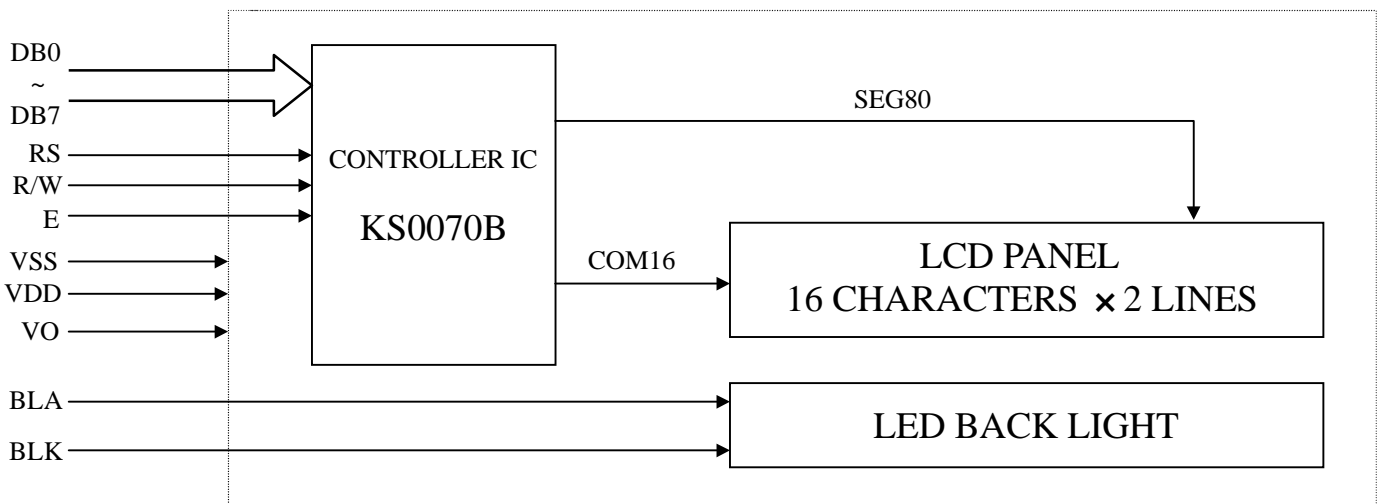 DB0
~
DB7
RS
R/W
E
VSS
VDD
VO
BLA
BLK
CONTROLLER IC
KS0070B
SEG80
COM16
LCD PANEL
16 CHARACTERS × 2 LINES
LED BACK LIGHT